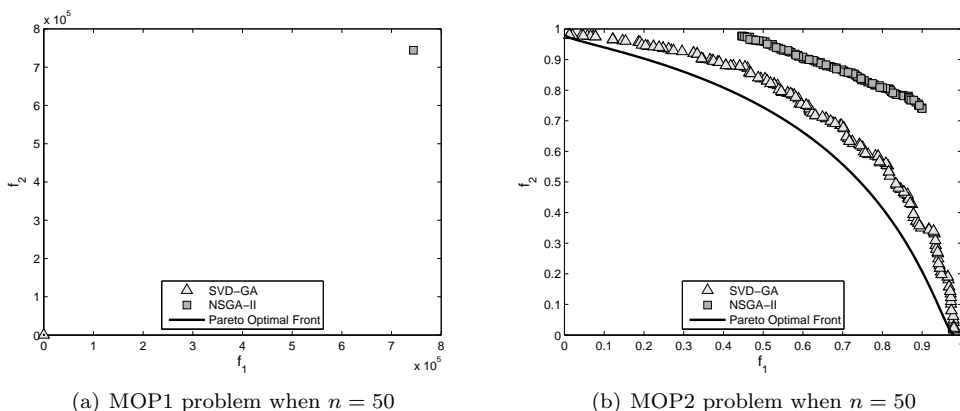 x 10⁵
8
7
6
5
4
3
2
1
0
f₂
0 1 2 3 4 5 6 7 8
x 10⁵
f₁
SVD−GA
NSGA−II
Pareto Optimal Front
(a) MOP1 problem when n = 50
1
0.9
0.8
0.7
0.6
0.5
0.4
0.3
0.2
0.1
0
f₂
0 0.1 0.2 0.3 0.4 0.5 0.6 0.7 0.8 0.9 1
f₁
SVD−GA
NSGA−II
Pareto Optimal Front
(b) MOP2 problem when n = 50